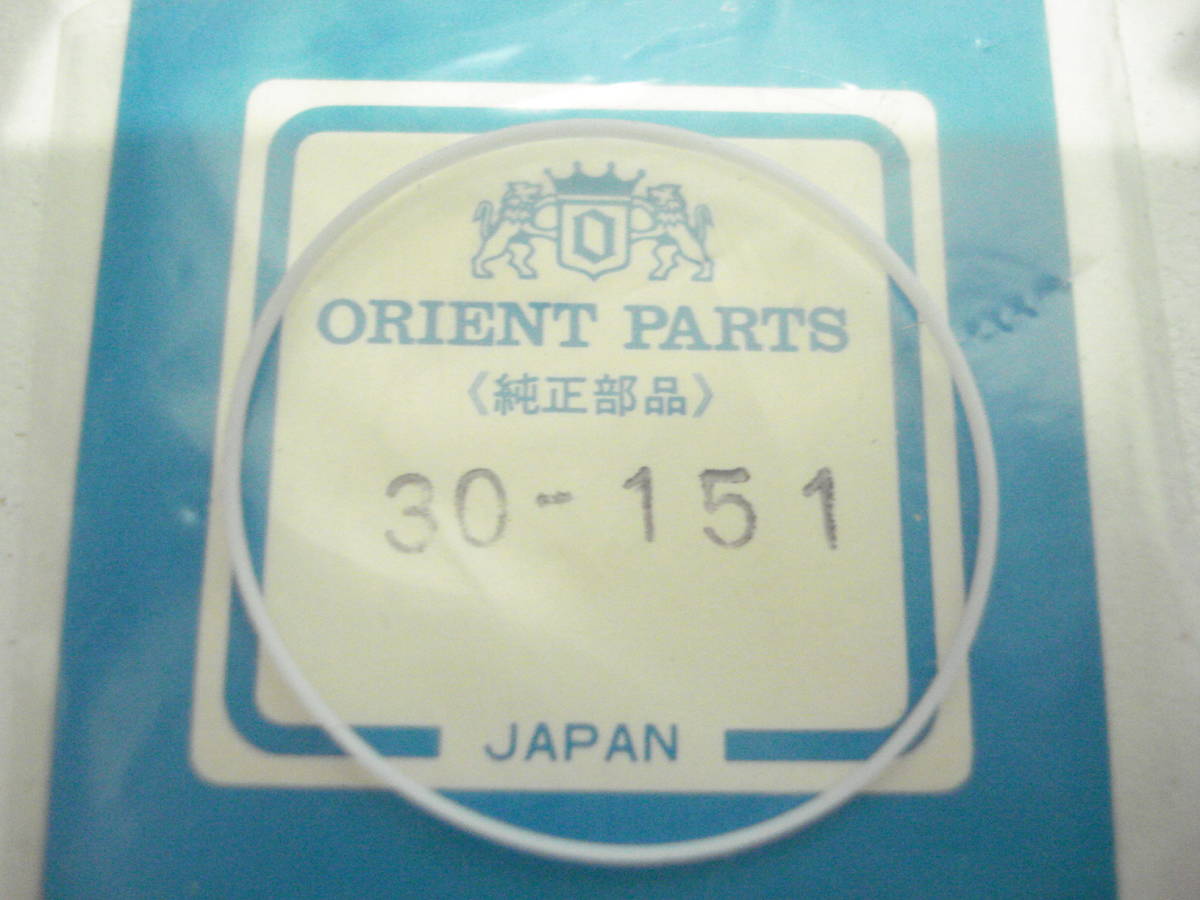 O
ORIENT PARTS
《純正部品》
30-151
JAPAN